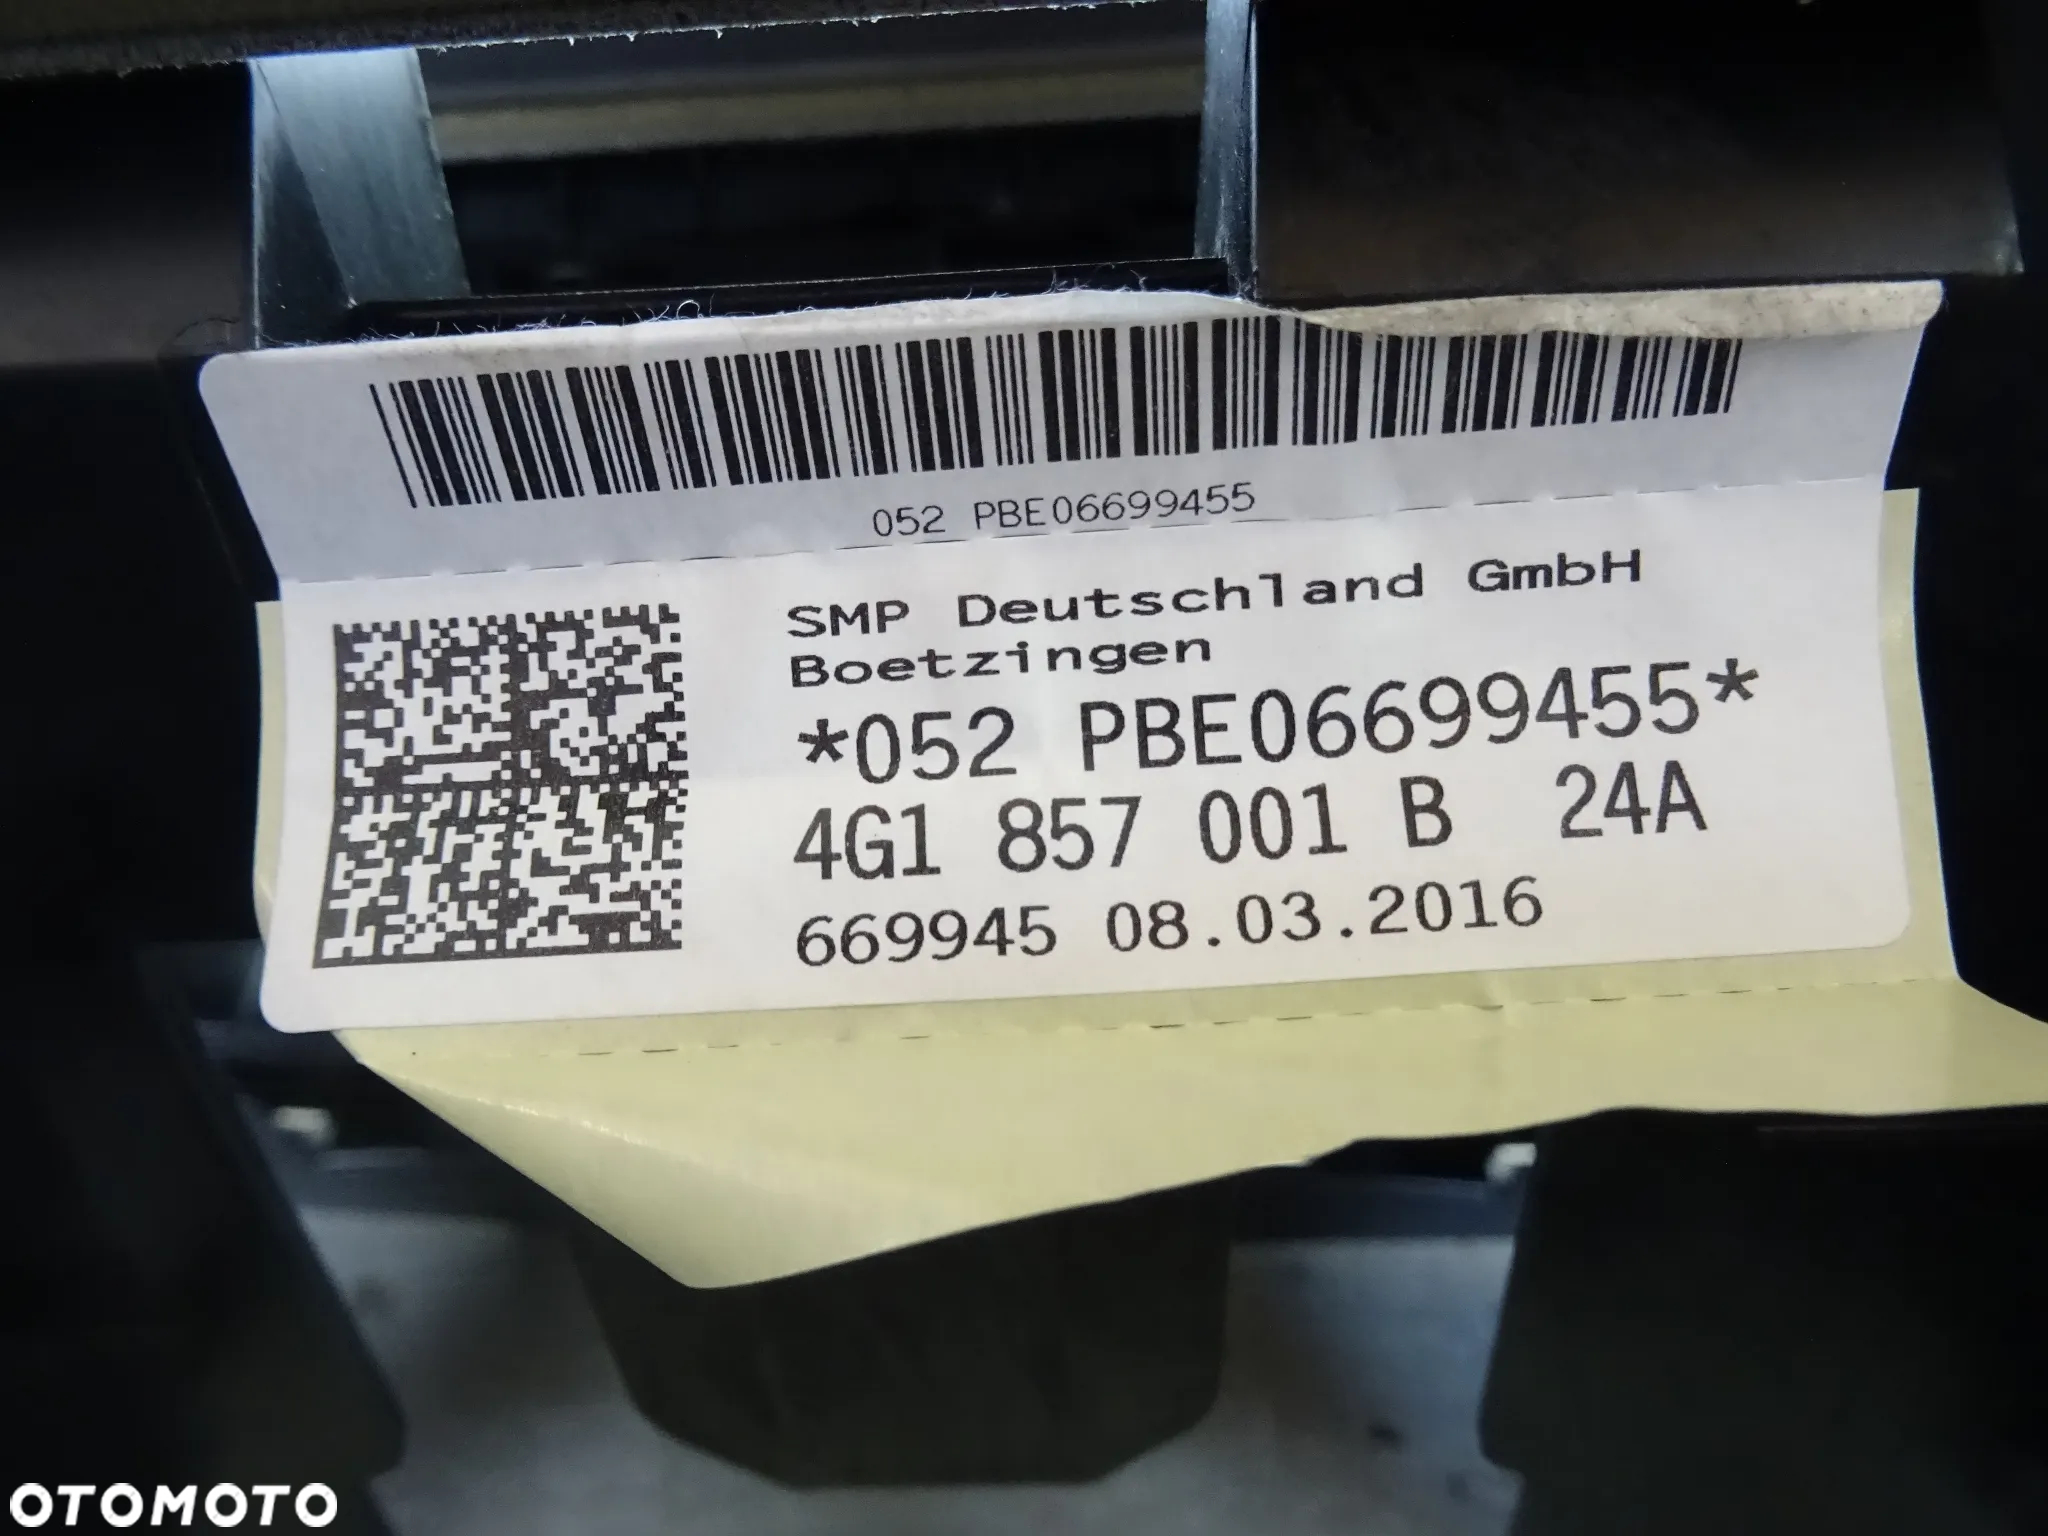 052 PBE06699455
SMP Deutschland GmbH
Boetzingen
*052 PBE06699455*
4G1 857 001 B 24A
669945 08.03.2016
OTOMOTO